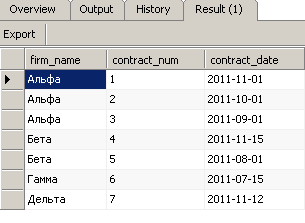 Overview Output History Result (1)
Export
firm_name contract_num contract_date
Альфа 1 2011-11-01
Альфа 2 2011-10-01
Альфа 3 2011-09-01
Бета 4 2011-11-15
Бета 5 2011-08-01
Гамма 6 2011-07-15
Дельта 7 2011-11-12